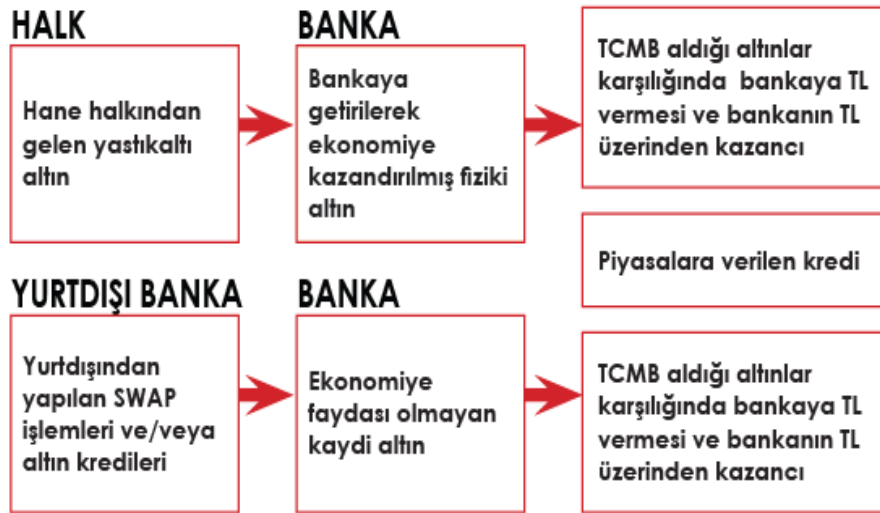 HALK
Hane halkından
gelen yastıkaltı
altın
BANKA
Bankaya
getirilerek
ekonomiye
kazandırılmış fiziki
altın
TCMB aldığı altınlar
karşılığında bankaya TL
vermesi ve bankanın TL
üzerinden kazancı
Piyasalara verilen kredi
YURTDIŞI BANKA
Yurtdışından
yapılan SWAP
işlemleri ve/veya
altın kredileri
BANKA
Ekonomiye
faydası olmayan
kaydi altın
TCMB aldığı altınlar
karşılığında bankaya TL
vermesi ve bankanın TL
üzerinden kazancı